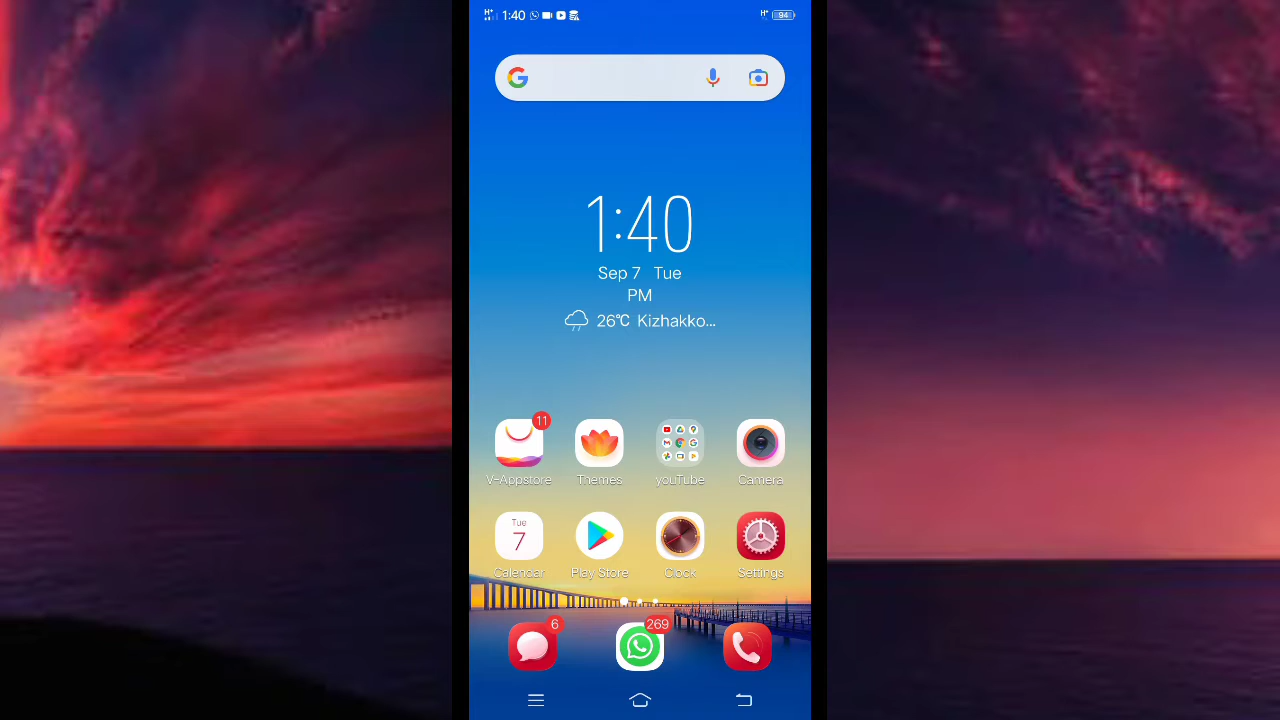 H+ 1:40 H+ 94
1:40
Sep 7 Tue
PM
26℃ Kizhakko...
11
V-Appstore Themes youTube Camera
Tue
7
Calendar Play Store Clock Settings
6 269